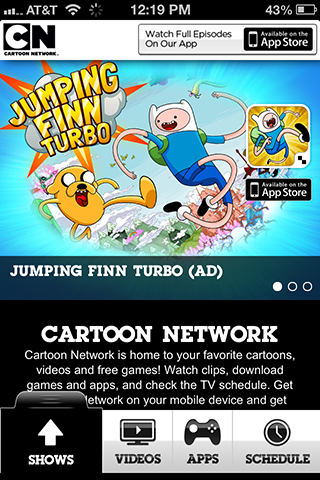 AT&T 12:19 PM 43%
CN
CARTOON NETWORK™
Watch Full Episodes
On Our App
Available on the
App Store
JUMPING
FINN
TURBO
Available on the
App Store
JUMPING FINN TURBO (AD)
CARTOON NETWORK
Cartoon Network is home to your favorite cartoons,
videos and free games! Watch clips, download
games and apps, and check the TV schedule. Get
etwork on your mobile device and get
SHOWS
VIDEOS
APPS
SCHEDULE